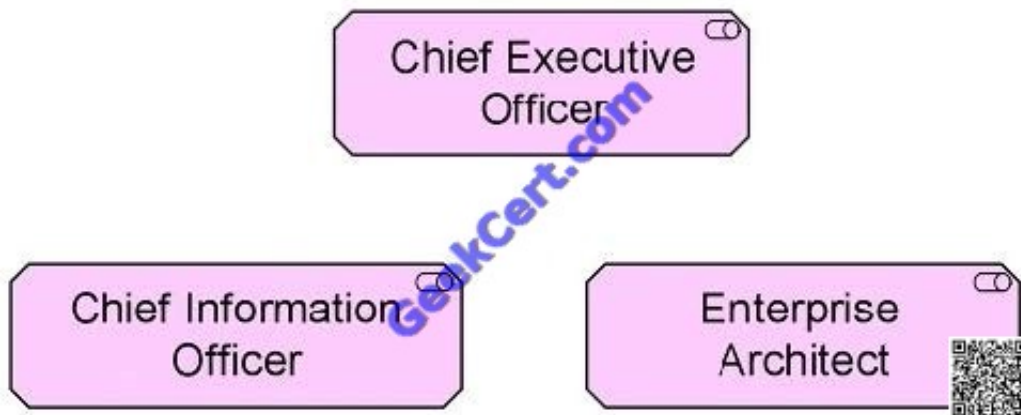 Chief Executive
Officer
GeekCert.com
Chief Information
Officer
Enterprise
Architect